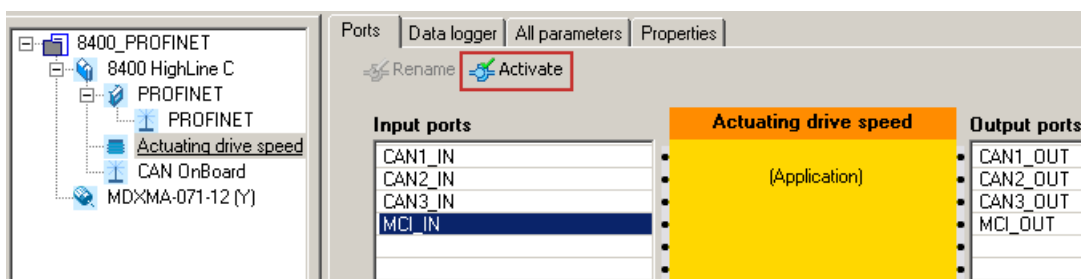 8400_PROFINET
8400 HighLine C
PROFINET
PROFINET
Actuating drive speed
CAN OnBoard
MDXMA-071-12 (Y)
Ports Data logger All parameters Properties
Rename Activate
Input ports Actuating drive speed Output ports
CAN1_IN (Application) CAN1_OUT
CAN2_IN CAN2_OUT
CAN3_IN CAN3_OUT
MCI_IN MCI_OUT